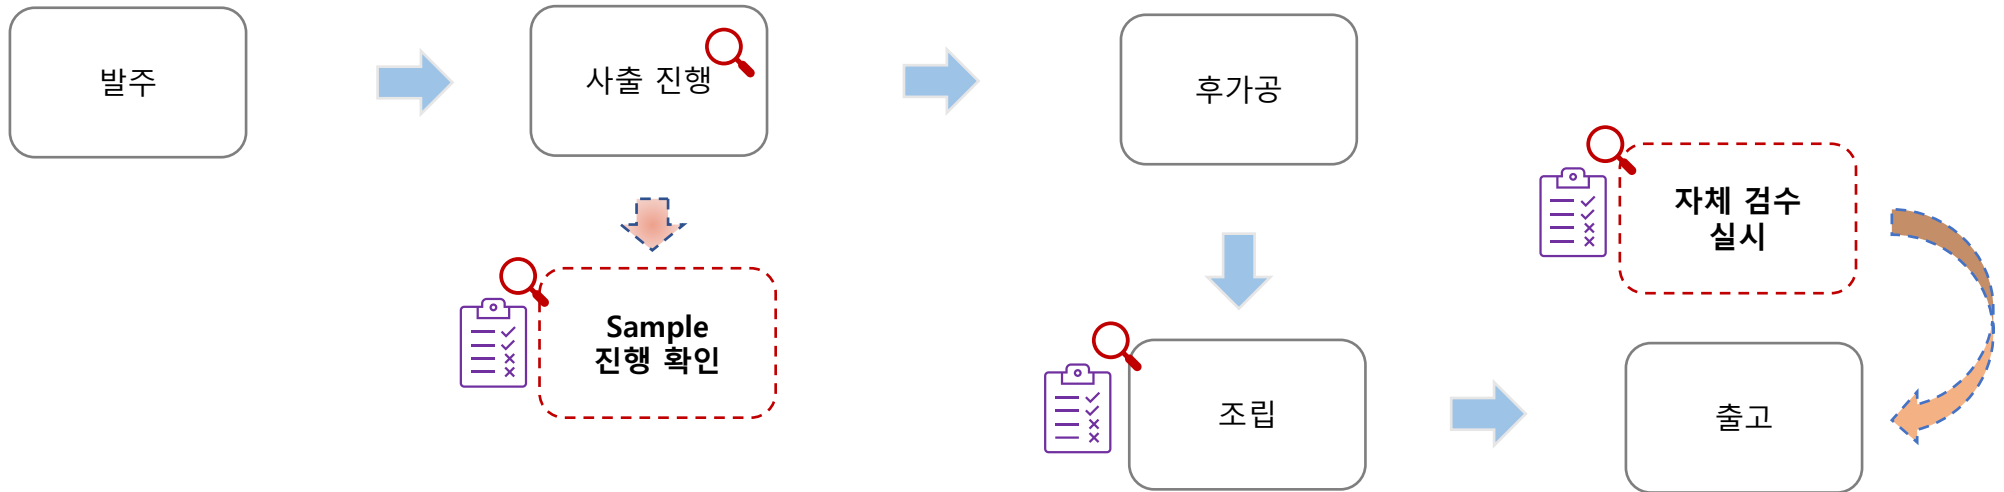 발주
사출 진행
후가공
자체 검수
실시
Sample
진행 확인
조립
출고